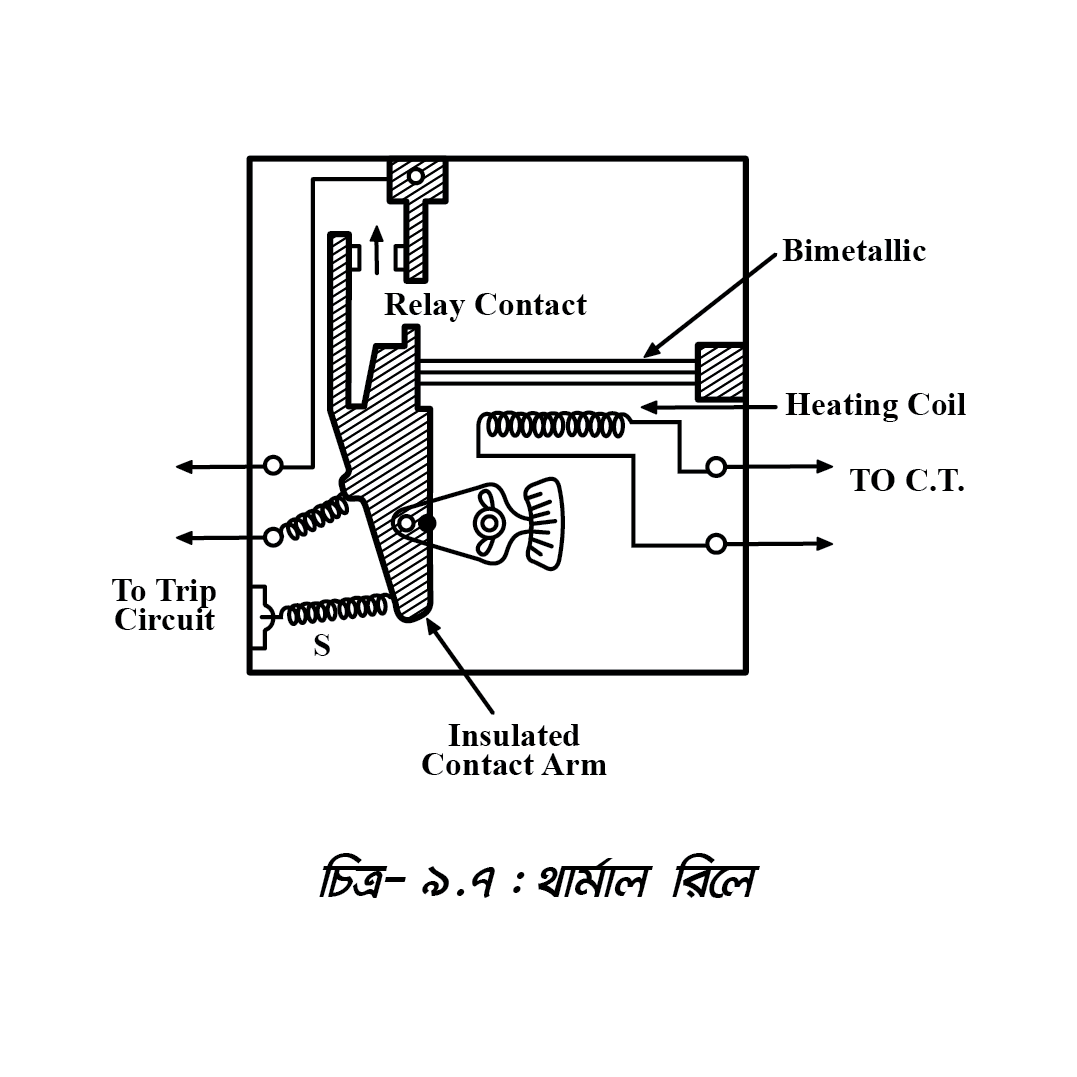 Bimetallic
Relay Contact
Heating Coil
TO C.T.
To Trip
Circuit
S
Insulated
Contact Arm
চিত্র- ৯.৭ : থার্মাল রিলে